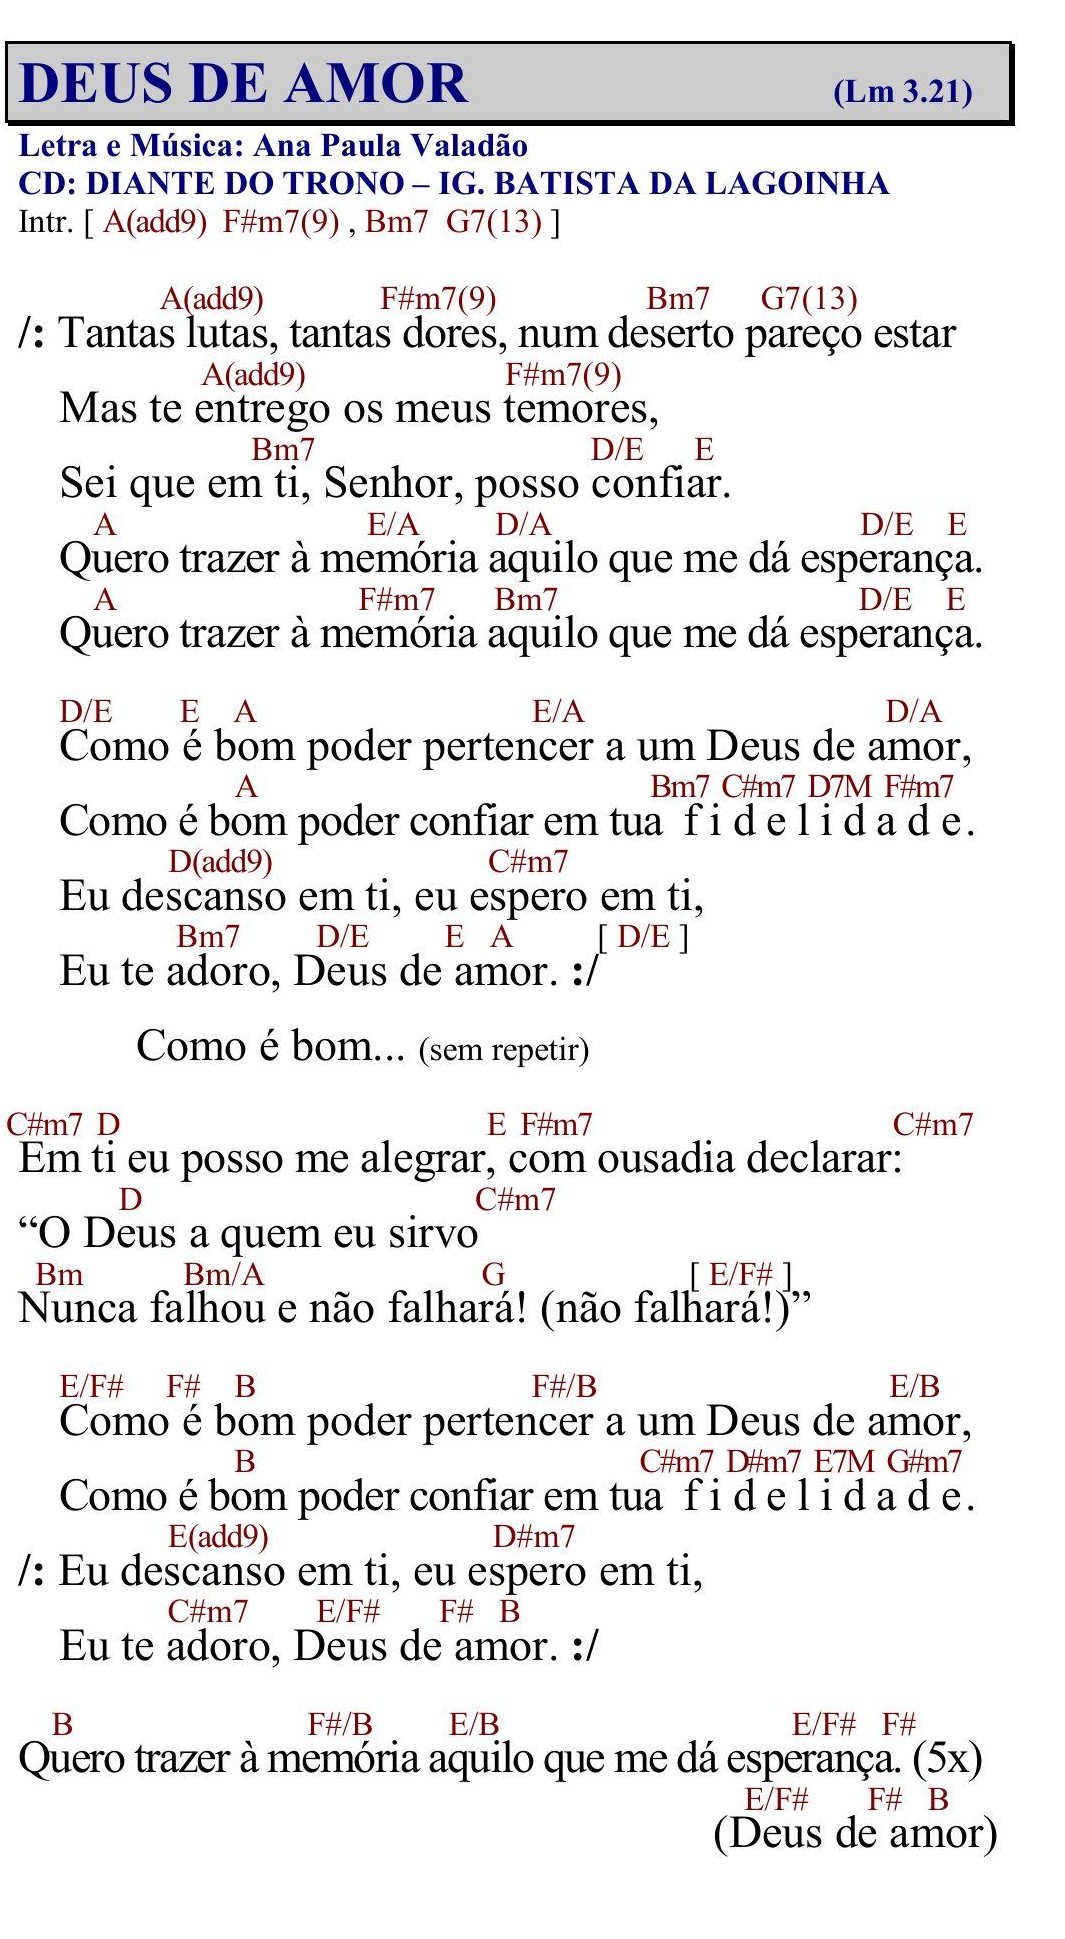 DEUS DE AMOR (Lm 3.21)
Letra e Música: Ana Paula Valadão
CD: DIANTE DO TRONO – IG. BATISTA DA LAGOINHA
Intr. [ A(add9) F#m7(9) , Bm7 G7(13) ]
A(add9) F#m7(9) Bm7 G7(13)
/: Tantas lutas, tantas dores, num deserto pareço estar
A(add9) F#m7(9)
Mas te entrego os meus temores,
Bm7 D/E E
Sei que em ti, Senhor, posso confiar.
A E/A D/A D/E E
Quero trazer à memória aquilo que me dá esperança.
A F#m7 Bm7 D/E E
Quero trazer à memória aquilo que me dá esperança.
D/E E A E/A D/A
Como é bom poder pertencer a um Deus de amor,
A Bm7 C#m7 D7M F#m7
Como é bom poder confiar em tua f i d e l i d a d e.
D(add9) C#m7
Eu descanso em ti, eu espero em ti,
Bm7 D/E E A [ D/E ]
Eu te adoro, Deus de amor. :/
Como é bom... (sem repetir)
C#m7 D E F#m7 C#m7
Em ti eu posso me alegrar, com ousadia declarar:
D C#m7
“O Deus a quem eu sirvo
Bm Bm/A G [ E/F# ]
Nunca falhou e não falhará! (não falhará!)”
E/F# F# B F#/B E/B
Como é bom poder pertencer a um Deus de amor,
B C#m7 D#m7 E7M G#m7
Como é bom poder confiar em tua f i d e l i d a d e.
E(add9) D#m7
/: Eu descanso em ti, eu espero em ti,
C#m7 E/F# F# B
Eu te adoro, Deus de amor. :/
B F#/B E/B E/F# F#
Quero trazer à memória aquilo que me dá esperança. (5x)
E/F# F# B
(Deus de amor)